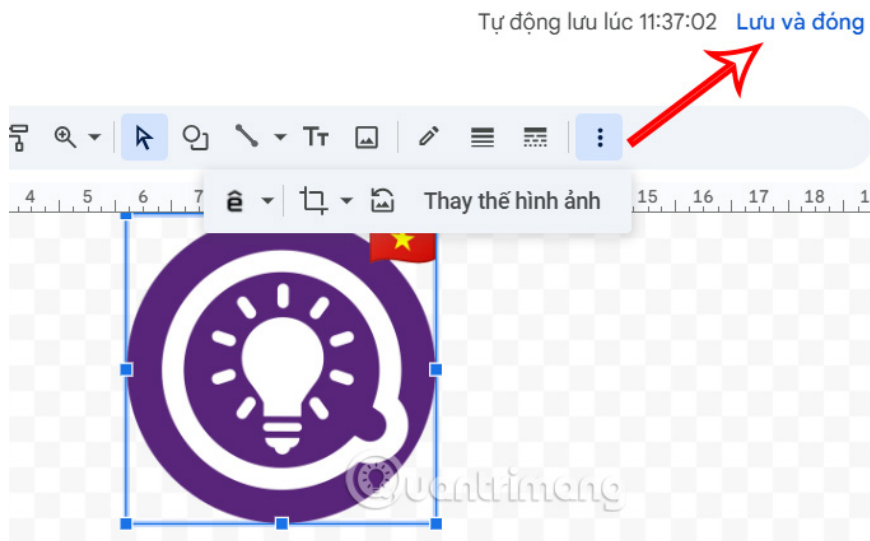 Tự động lưu lúc 11:37:02 Lưu và đóng
Tт
4 5 6 7 15 16 17 18 1
ê Thay thế hình ảnh
Quantrimang